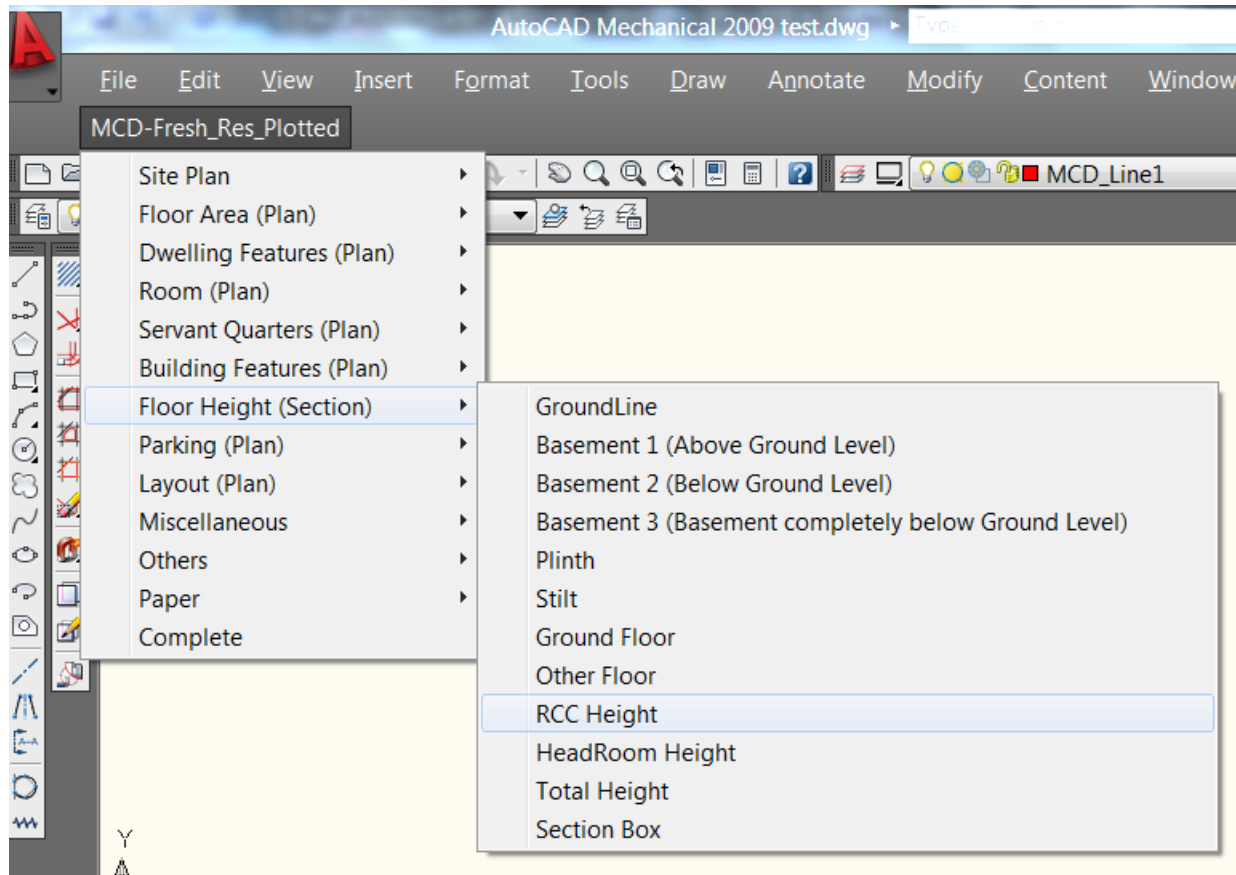 AutoCAD Mechanical 2009 test.dwg
File Edit View Insert Format Tools Draw Annotate Modify Content Window
MCD-Fresh_Res_Plotted
MCD_Line1
Site Plan
Floor Area (Plan)
Dwelling Features (Plan)
Room (Plan)
Servant Quarters (Plan)
Building Features (Plan)
Floor Height (Section)
Parking (Plan)
Layout (Plan)
Miscellaneous
Others
Paper
Complete
GroundLine
Basement 1 (Above Ground Level)
Basement 2 (Below Ground Level)
Basement 3 (Basement completely below Ground Level)
Plinth
Stilt
Ground Floor
Other Floor
RCC Height
HeadRoom Height
Total Height
Section Box
Y